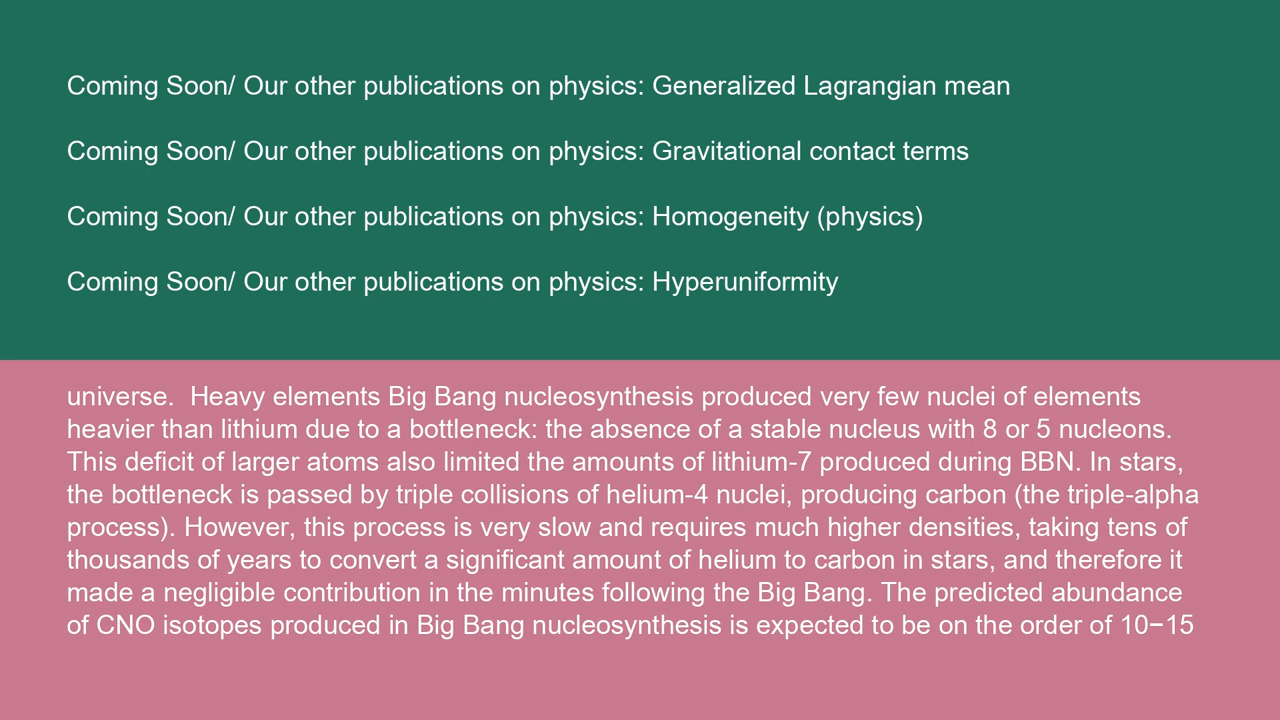 Coming Soon/ Our other publications on physics: Generalized Lagrangian mean
Coming Soon/ Our other publications on physics: Gravitational contact terms
Coming Soon/ Our other publications on physics: Homogeneity (physics)
Coming Soon/ Our other publications on physics: Hyperuniformity
universe.  Heavy elements Big Bang nucleosynthesis produced very few nuclei of elements
heavier than lithium due to a bottleneck: the absence of a stable nucleus with 8 or 5 nucleons.
This deficit of larger atoms also limited the amounts of lithium-7 produced during BBN. In stars,
the bottleneck is passed by triple collisions of helium-4 nuclei, producing carbon (the triple-alpha
process). However, this process is very slow and requires much higher densities, taking tens of
thousands of years to convert a significant amount of helium to carbon in stars, and therefore it
made a negligible contribution in the minutes following the Big Bang. The predicted abundance
of CNO isotopes produced in Big Bang nucleosynthesis is expected to be on the order of 10−15